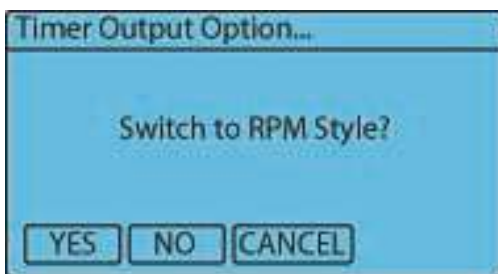 Timer Output Option...
Switch to RPM Style?
YES NO CANCEL